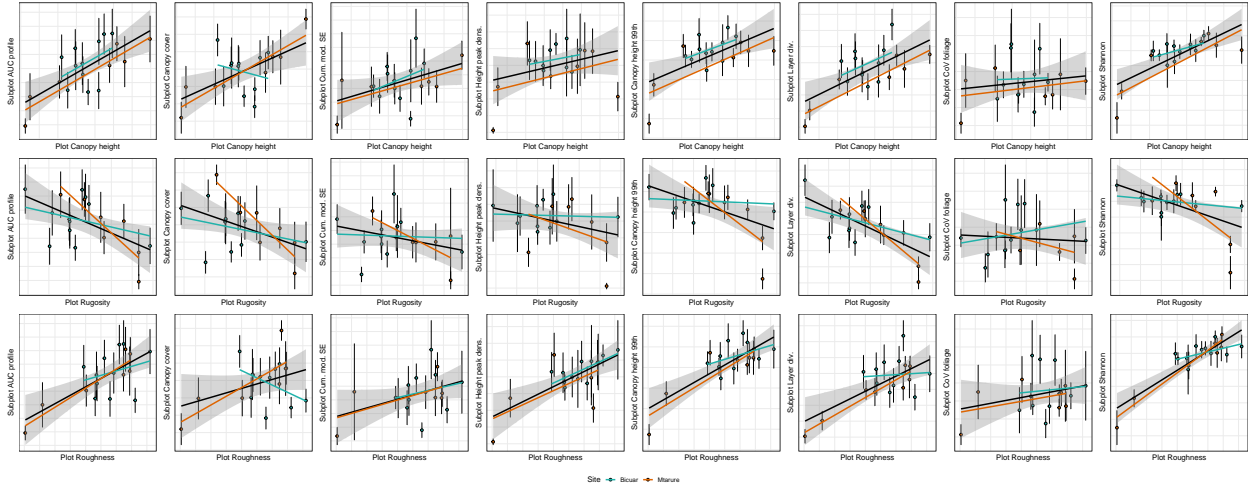 Subplot AUC profile
Subplot Canopy cover
Subplot Cum. mod. SE
Subplot Height peak dens.
Subplot Canopy height 99th
Subplot Layer div.
Subplot CoV foliage
Subplot Shannon
Plot Canopy height
Plot Canopy height
Plot Canopy height
Plot Canopy height
Plot Canopy height
Plot Canopy height
Plot Canopy height
Plot Canopy height
Subplot AUC profile
Subplot Canopy cover
Subplot Cum. mod. SE
Subplot Height peak dens.
Subplot Canopy height 99th
Subplot Layer div.
Subplot CoV foliage
Subplot Shannon
Plot Rugosity
Plot Rugosity
Plot Rugosity
Plot Rugosity
Plot Rugosity
Plot Rugosity
Plot Rugosity
Plot Rugosity
Subplot AUC profile
Subplot Canopy cover
Subplot Cum. mod. SE
Subplot Height peak dens.
Subplot Canopy height 99th
Subplot Layer div.
Subplot CoV foliage
Subplot Shannon
Plot Roughness
Plot Roughness
Plot Roughness
Plot Roughness
Plot Roughness
Plot Roughness
Plot Roughness
Plot Roughness
Site Bicuar Mtarure